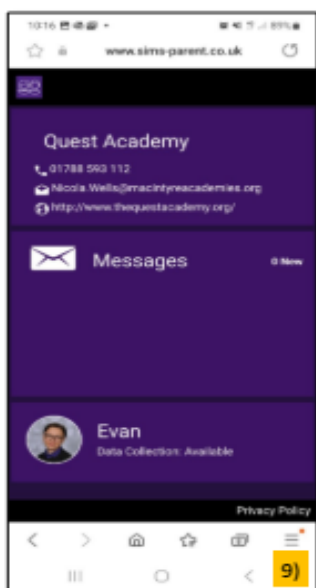 10:16
89%
www.sims-parent.co.uk
Quest Academy
01788 593 112
Nicola.Wells@macintyreacademies.org
http://www.thequestacademy.org/
Messages
0 New
Evan
Data Collection: Available
Privacy Policy
9)